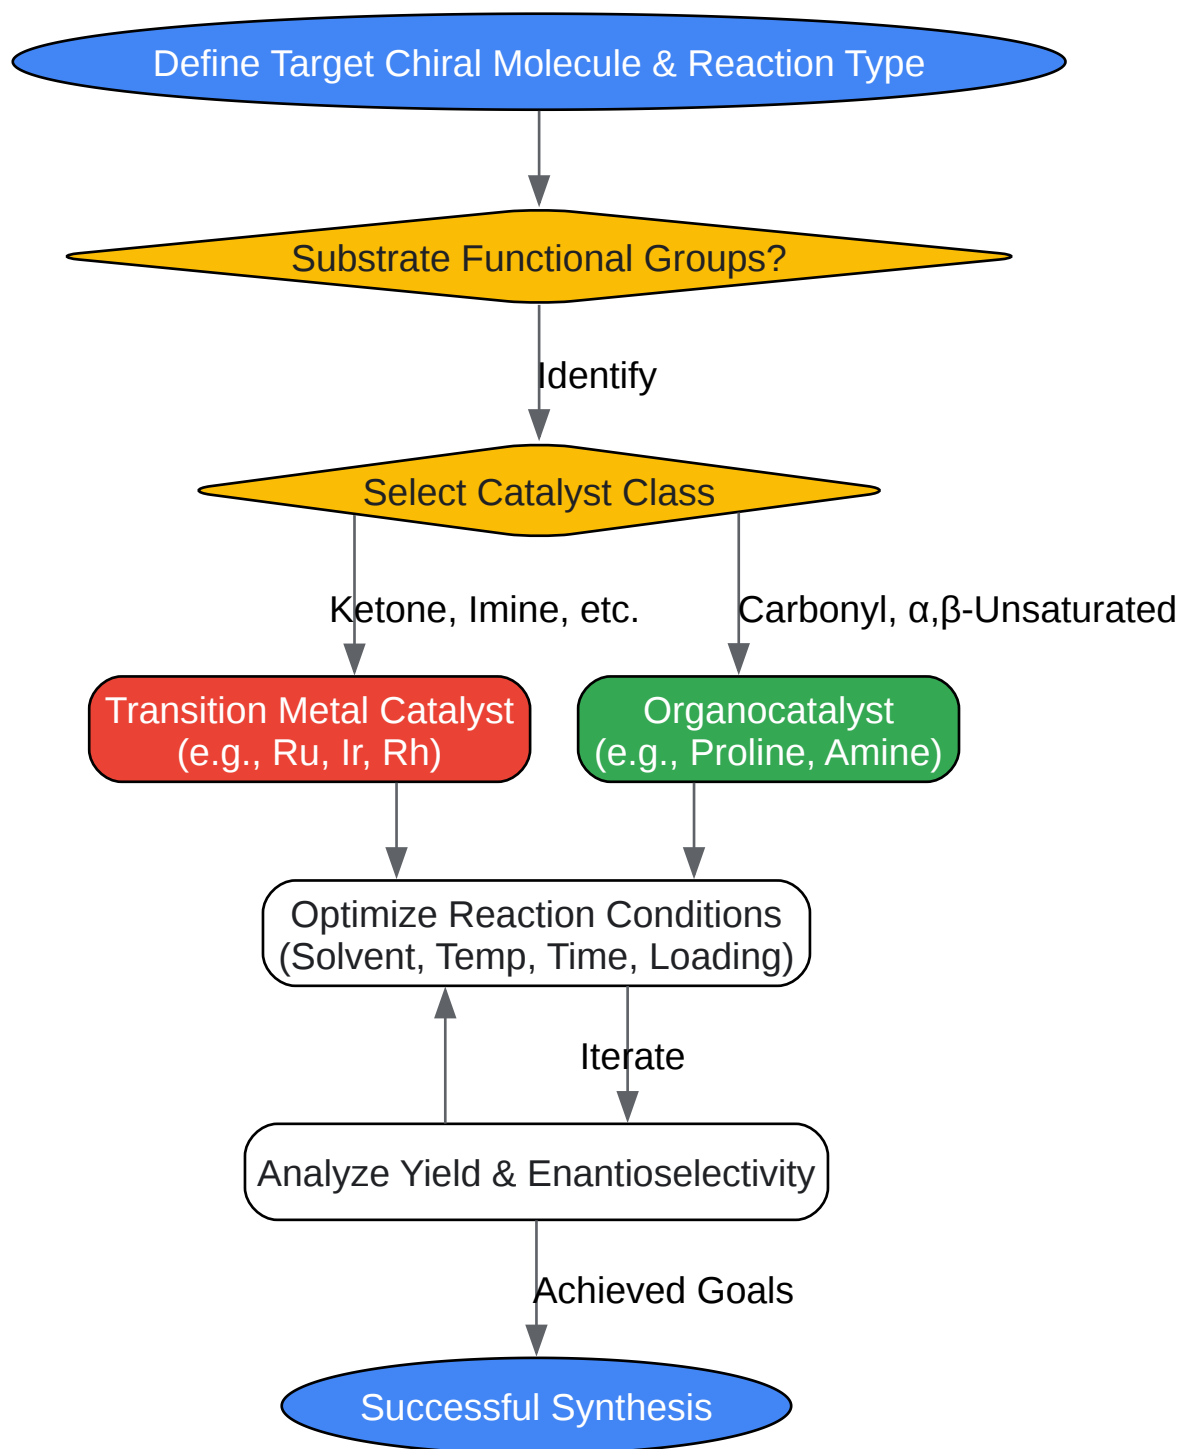 Define Target Chiral Molecule & Reaction Type
Substrate Functional Groups?
Identify
Select Catalyst Class
Ketone, Imine, etc.
Carbonyl, α,β-Unsaturated
Transition Metal Catalyst
(e.g., Ru, Ir, Rh)
Organocatalyst
(e.g., Proline, Amine)
Optimize Reaction Conditions
(Solvent, Temp, Time, Loading)
Iterate
Analyze Yield & Enantioselectivity
Achieved Goals
Successful Synthesis